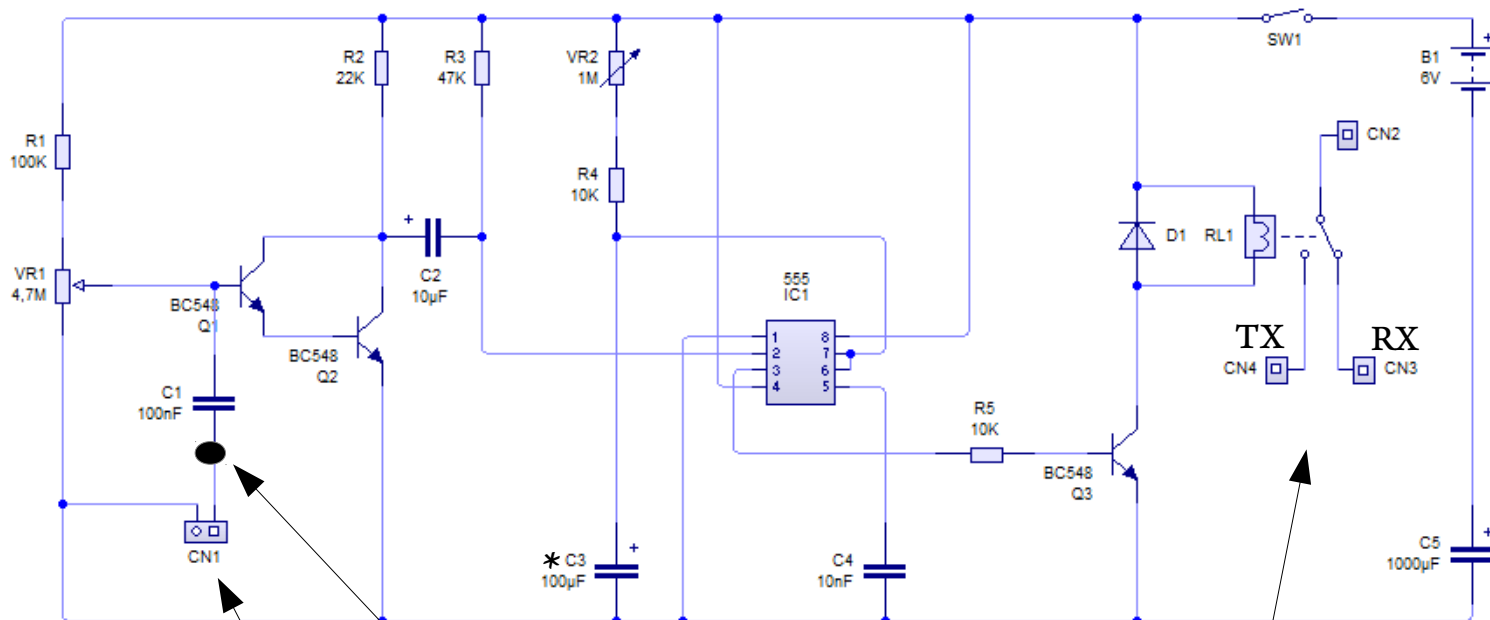 R1
100K
VR1
4,7M
R2
22K
R3
47K
VR2
1M
R4
10K
SW1
B1
6V
+
CN2
BC548
Q1
BC548
Q2
+
C2
10µF
C1
100nF
CN1
555
IC1
1
2
3
4
8
7
6
5
D1
RL1
TX
RX
CN4
CN3
R5
10K
BC548
Q3
* C3
100µF
+
C4
10nF
C5
1000µF
+